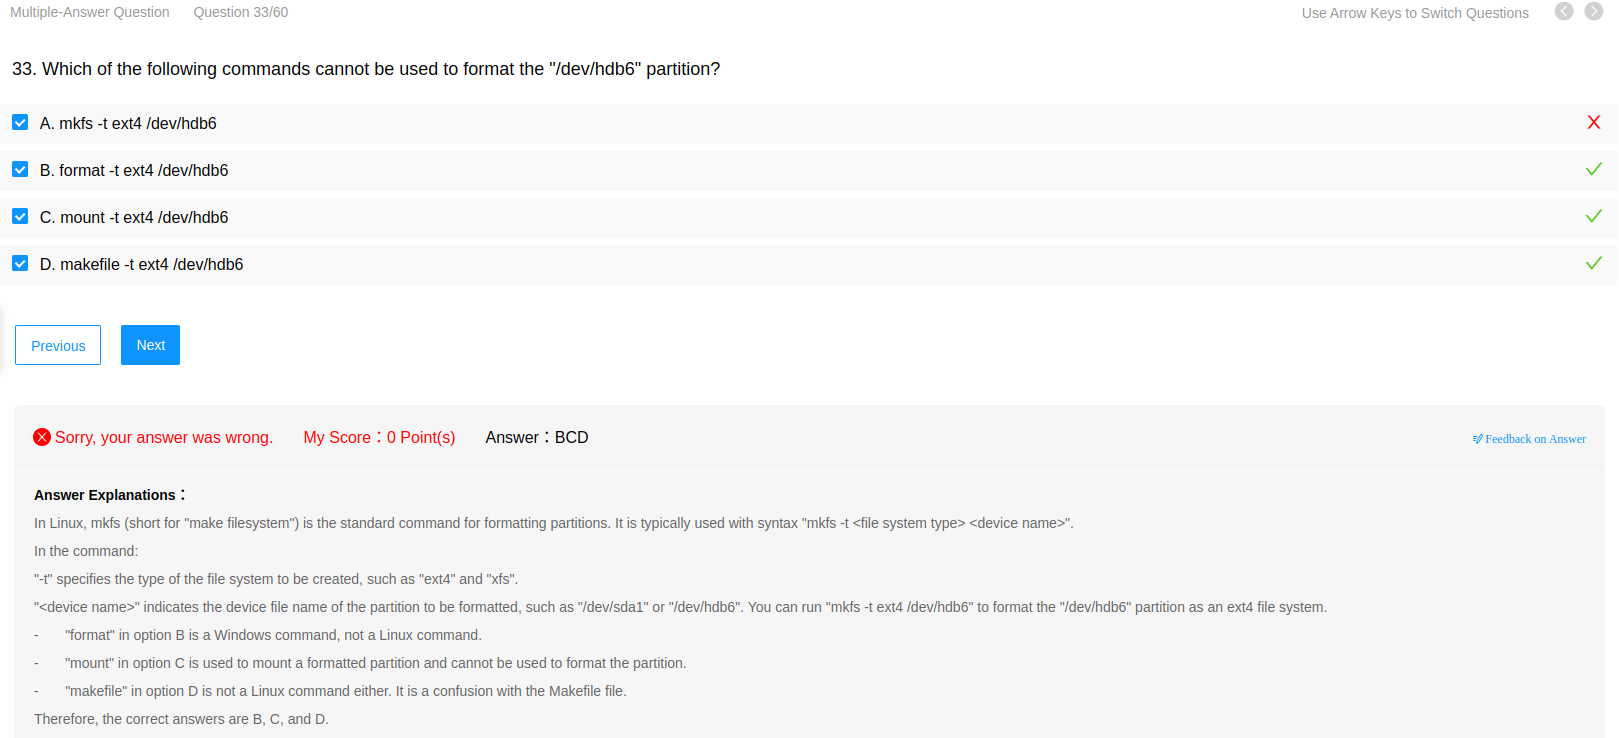 Multiple-Answer Question Question 33/60 Use Arrow Keys to Switch Questions
33. Which of the following commands cannot be used to format the "/dev/hdb6" partition?
A. mkfs -t ext4 /dev/hdb6
B. format -t ext4 /dev/hdb6
C. mount -t ext4 /dev/hdb6
D. makefile -t ext4 /dev/hdb6
Previous Next
Sorry, your answer was wrong. My Score：0 Point(s) Answer：BCD Feedback on Answer
Answer Explanations：
In Linux, mkfs (short for "make filesystem") is the standard command for formatting partitions. It is typically used with syntax "mkfs -t <file system type> <device name>".
In the command:
"-t" specifies the type of the file system to be created, such as "ext4" and "xfs".
"<device name>" indicates the device file name of the partition to be formatted, such as "/dev/sda1" or "/dev/hdb6". You can run "mkfs -t ext4 /dev/hdb6" to format the "/dev/hdb6" partition as an ext4 file system.
- "format" in option B is a Windows command, not a Linux command.
- "mount" in option C is used to mount a formatted partition and cannot be used to format the partition.
- "makefile" in option D is not a Linux command either. It is a confusion with the Makefile file.
Therefore, the correct answers are B, C, and D.